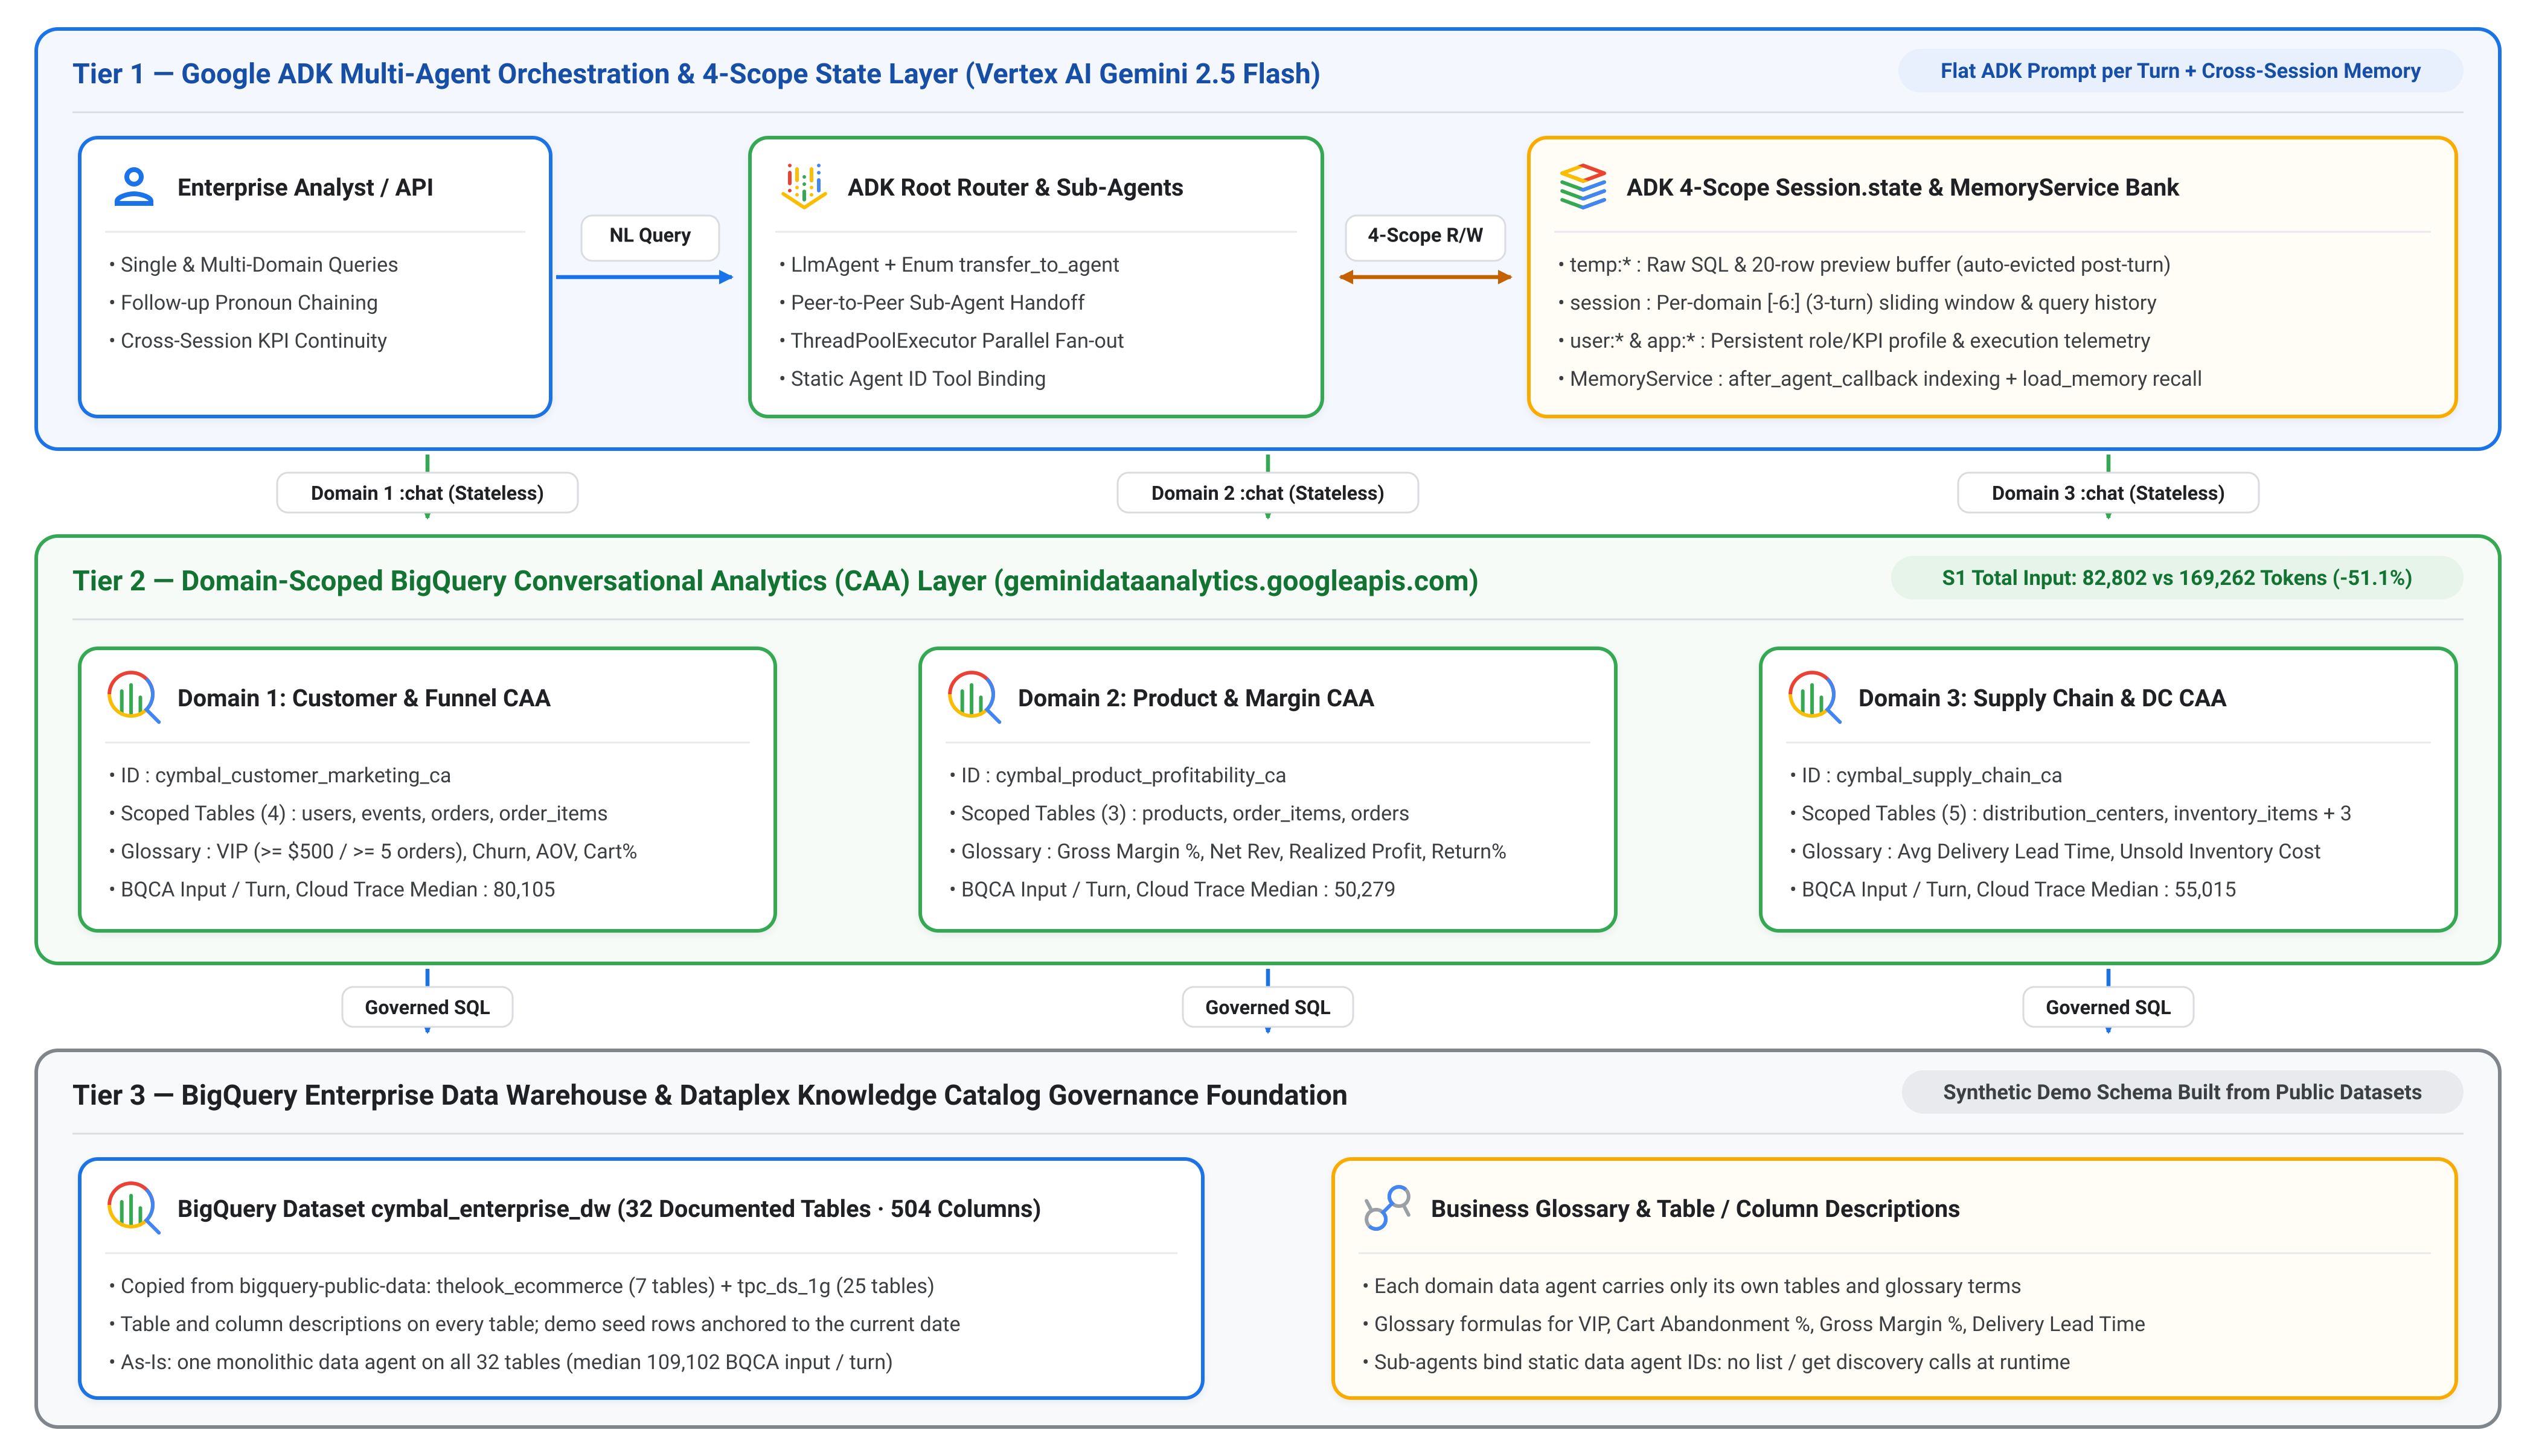 Tier 1 — Google ADK Multi-Agent Orchestration & 4-Scope State Layer (Vertex AI Gemini 2.5 Flash)
Flat ADK Prompt per Turn + Cross-Session Memory
Enterprise Analyst / API
• Single & Multi-Domain Queries
• Follow-up Pronoun Chaining
• Cross-Session KPI Continuity
NL Query
ADK Root Router & Sub-Agents
• LlmAgent + Enum transfer_to_agent
• Peer-to-Peer Sub-Agent Handoff
• ThreadPoolExecutor Parallel Fan-out
• Static Agent ID Tool Binding
4-Scope R/W
ADK 4-Scope Session.state & MemoryService Bank
• temp:* : Raw SQL & 20-row preview buffer (auto-evicted post-turn)
• session : Per-domain [-6:] (3-turn) sliding window & query history
• user:* & app:* : Persistent role/KPI profile & execution telemetry
• MemoryService : after_agent_callback indexing + load_memory recall
Domain 1 :chat (Stateless)
Domain 2 :chat (Stateless)
Domain 3 :chat (Stateless)
Tier 2 — Domain-Scoped BigQuery Conversational Analytics (CAA) Layer (geminidataanalytics.googleapis.com)
S1 Total Input: 82,802 vs 169,262 Tokens (-51.1%)
Domain 1: Customer & Funnel CAA
• ID : cymbal_customer_marketing_ca
• Scoped Tables (4) : users, events, orders, order_items
• Glossary : VIP (>= $500 / >= 5 orders), Churn, AOV, Cart%
• BQCA Input / Turn, Cloud Trace Median : 80,105
Domain 2: Product & Margin CAA
• ID : cymbal_product_profitability_ca
• Scoped Tables (3) : products, order_items, orders
• Glossary : Gross Margin %, Net Rev, Realized Profit, Return%
• BQCA Input / Turn, Cloud Trace Median : 50,279
Domain 3: Supply Chain & DC CAA
• ID : cymbal_supply_chain_ca
• Scoped Tables (5) : distribution_centers, inventory_items + 3
• Glossary : Avg Delivery Lead Time, Unsold Inventory Cost
• BQCA Input / Turn, Cloud Trace Median : 55,015
Governed SQL
Governed SQL
Governed SQL
Tier 3 — BigQuery Enterprise Data Warehouse & Dataplex Knowledge Catalog Governance Foundation
Synthetic Demo Schema Built from Public Datasets
BigQuery Dataset cymbal_enterprise_dw (32 Documented Tables · 504 Columns)
• Copied from bigquery-public-data: thelook_ecommerce (7 tables) + tpc_ds_1g (25 tables)
• Table and column descriptions on every table; demo seed rows anchored to the current date
• As-Is: one monolithic data agent on all 32 tables (median 109,102 BQCA input / turn)
Business Glossary & Table / Column Descriptions
• Each domain data agent carries only its own tables and glossary terms
• Glossary formulas for VIP, Cart Abandonment %, Gross Margin %, Delivery Lead Time
• Sub-agents bind static data agent IDs: no list / get discovery calls at runtime